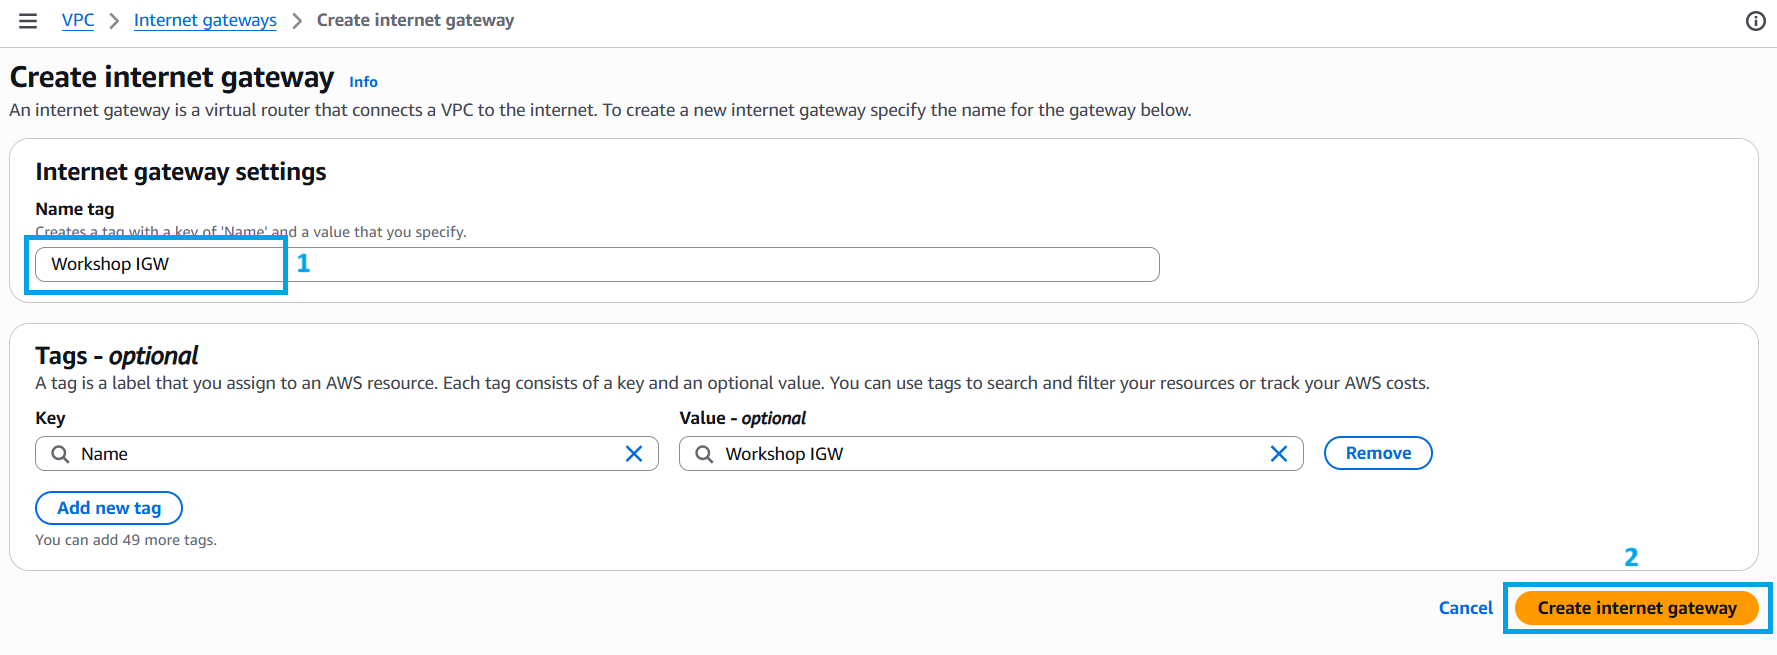 VPC > Internet gateways > Create internet gateway
Create internet gateway Info
An internet gateway is a virtual router that connects a VPC to the internet. To create a new internet gateway specify the name for the gateway below.
Internet gateway settings
Name tag
Creates a tag with a key of 'Name' and a value that you specify.
Workshop IGW 1
Tags - optional
A tag is a label that you assign to an AWS resource. Each tag consists of a key and an optional value. You can use tags to search and filter your resources or track your AWS costs.
Key Value - optional
Name Workshop IGW Remove
Add new tag
You can add 49 more tags.
2
Cancel Create internet gateway